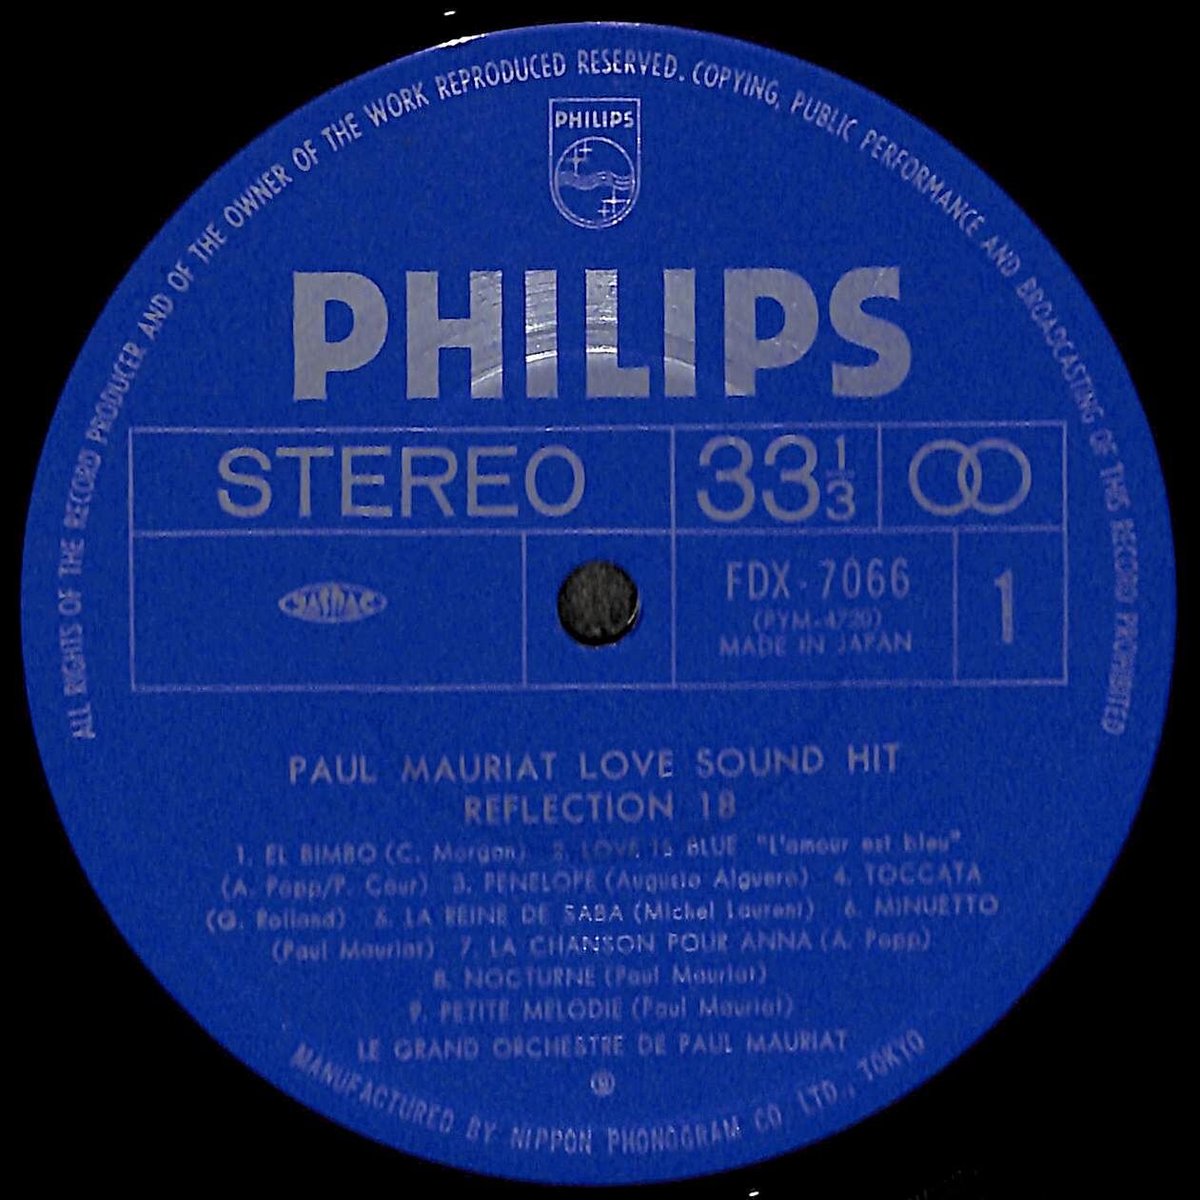 ALL RIGHTS OF THE RECORD PRODUCER AND OF THE OWNER OF THE WORK REPRODUCED RESERVED. COPYING, PUBLIC PERFORMANCE AND BROADCASTING OF THIS RECORD PROHIBITED
PHILIPS
PHILIPS
STEREO
33 1/3
JASRAC
FDX-7066
(PYM-4720)
MADE IN JAPAN
1
PAUL MAURIAT LOVE SOUND HIT
REFLECTION 18
1. EL BIMBO (C. Morgan) 2. LOVE IS BLUE "L'amour est bleu"
(A. Popp/P. Cour) 3. PENELOPE (Augusto Alguero) 4. TOCCATA
(G. Rolland) 5. LA REINE DE SABA (Michel Laurent) 6. MINUETTO
(Paul Mauriat) 7. LA CHANSON POUR ANNA (A. Popp)
8. NOCTURNE (Paul Mauriat)
9. PETITE MELODIE (Paul Mauriat)
LE GRAND ORCHESTRE DE PAUL MAURIAT
MANUFACTURED BY NIPPON PHONOGRAM CO. LTD., TOKYO